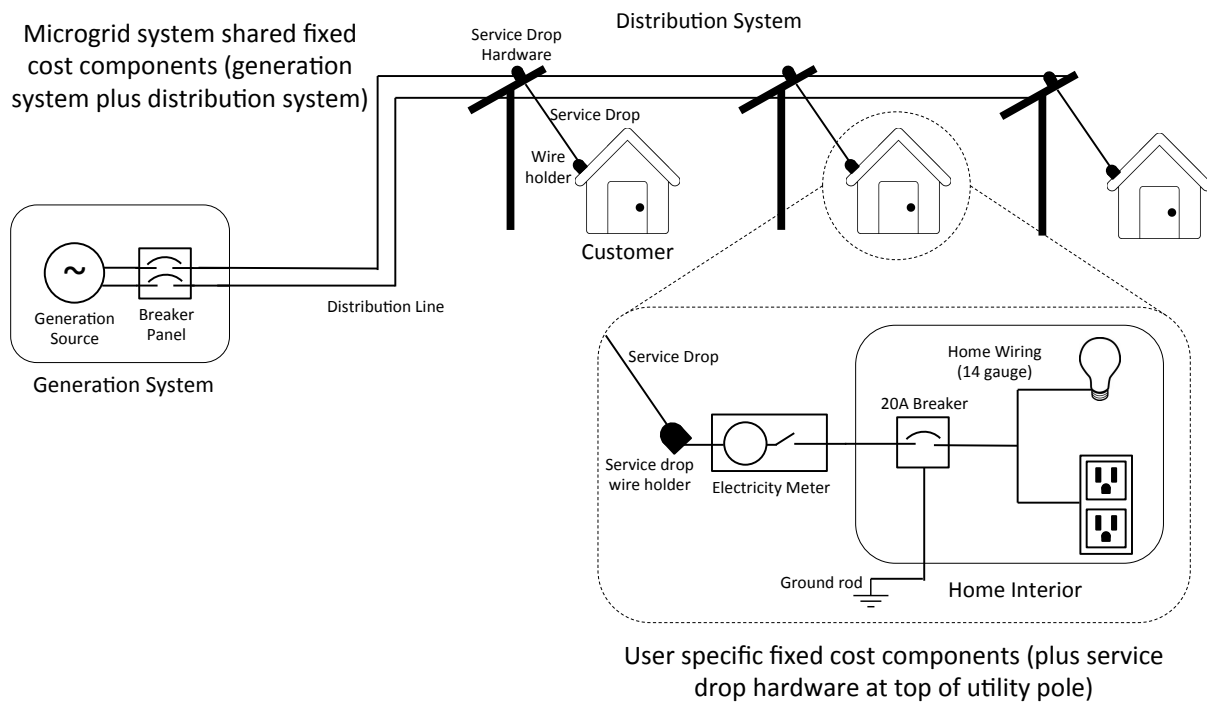 Microgrid system shared fixed
cost components (generation
system plus distribution system)
Distribution System
Service Drop
Hardware
Service Drop
Wire
holder
Customer
~
Generation
Source
Breaker
Panel
Distribution Line
Generation System
Service Drop
Home Wiring
(14 gauge)
20A Breaker
Service drop
wire holder
Electricity Meter
Ground rod
Home Interior
User specific fixed cost components (plus service
drop hardware at top of utility pole)